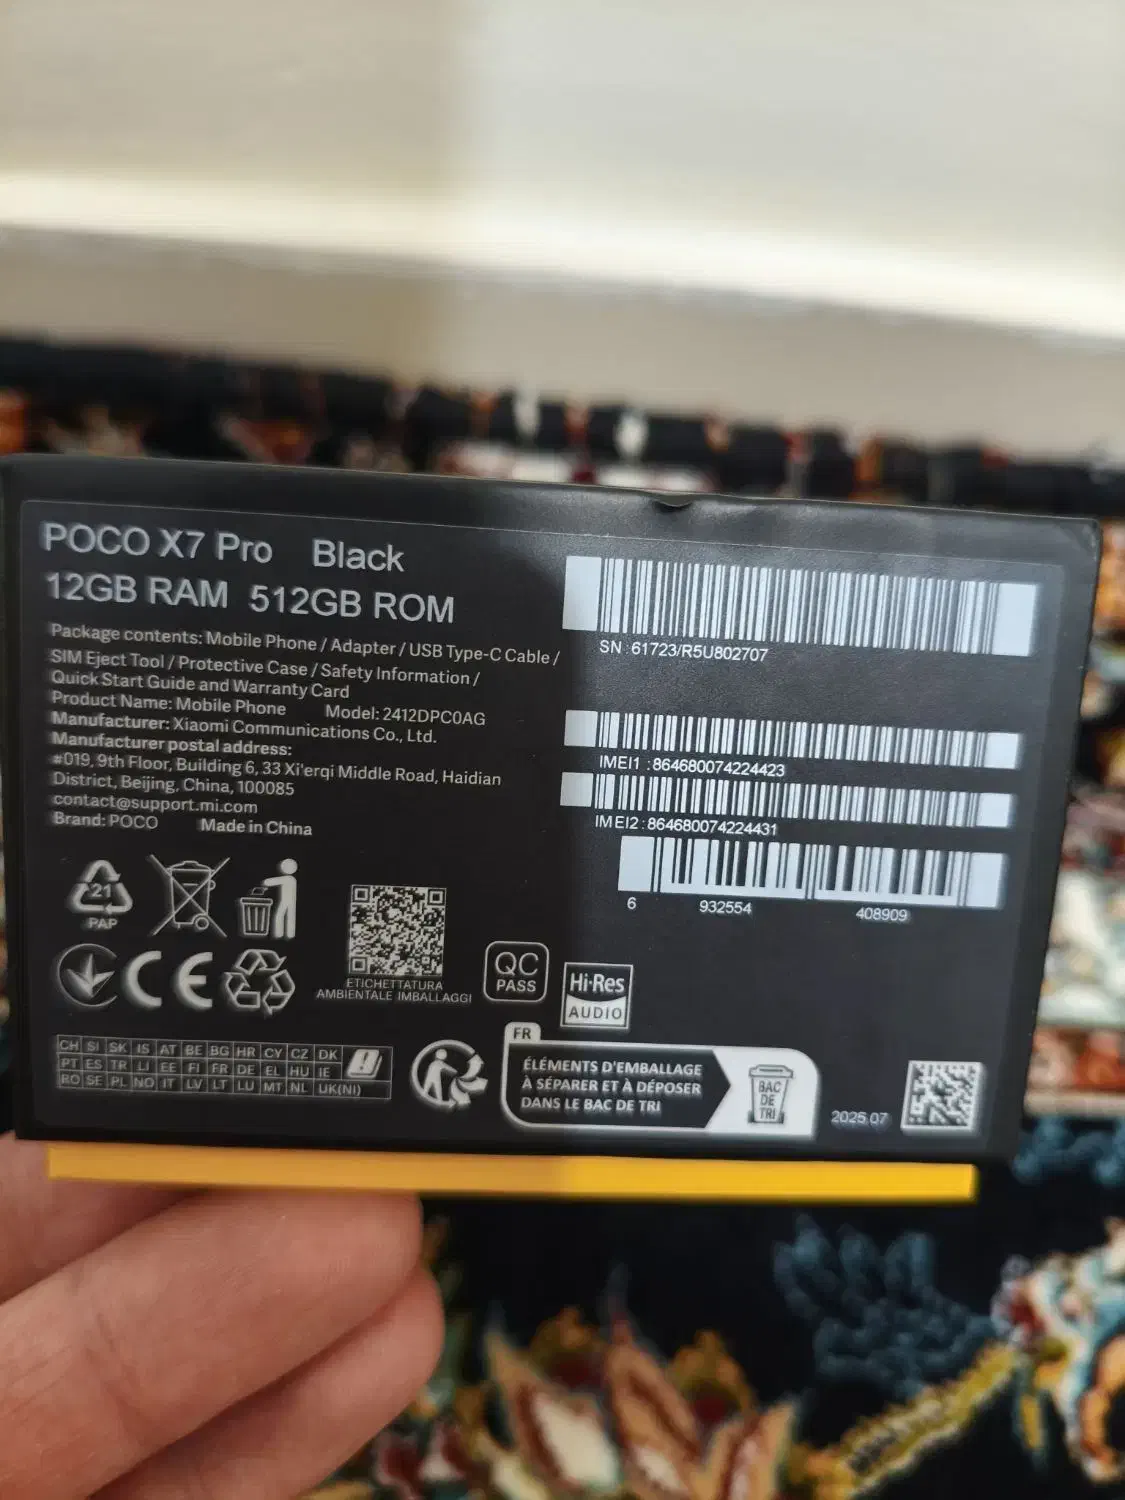 POCO X7 Pro Black
12GB RAM 512GB ROM
Package contents: Mobile Phone / Adapter / USB Type-C Cable /
SIM Eject Tool / Protective Case / Safety Information /
Quick Start Guide and Warranty Card
Product Name: Mobile Phone Model: 2412DPC0AG
Manufacturer: Xiaomi Communications Co., Ltd.
Manufacturer postal address:
#019, 9th Floor, Building 6, 33 Xi'erqi Middle Road, Haidian
District, Beijing, China, 100085
contact@support.mi.com
Brand: POCO Made in China
SN : 61723/R5U802707
IMEI1 : 864680074224423
IMEI2 : 864680074224431
6 932554 408909
21
PAP
CE
ETICHETTATURA
AMBIENTALE IMBALLAGGI
QC
PASS
Hi-Res
AUDIO
CH SI SK IS AT BE BG HR CY CZ DK
PT ES TR LI EE FI FR DE EL HU IE
RO SE PL NO IT LV LT LU MT NL UK(NI)
FR
ÉLÉMENTS D'EMBALLAGE
À SÉPARER ET À DÉPOSER
DANS LE BAC DE TRI
BAC
DE
TRI
2025.07